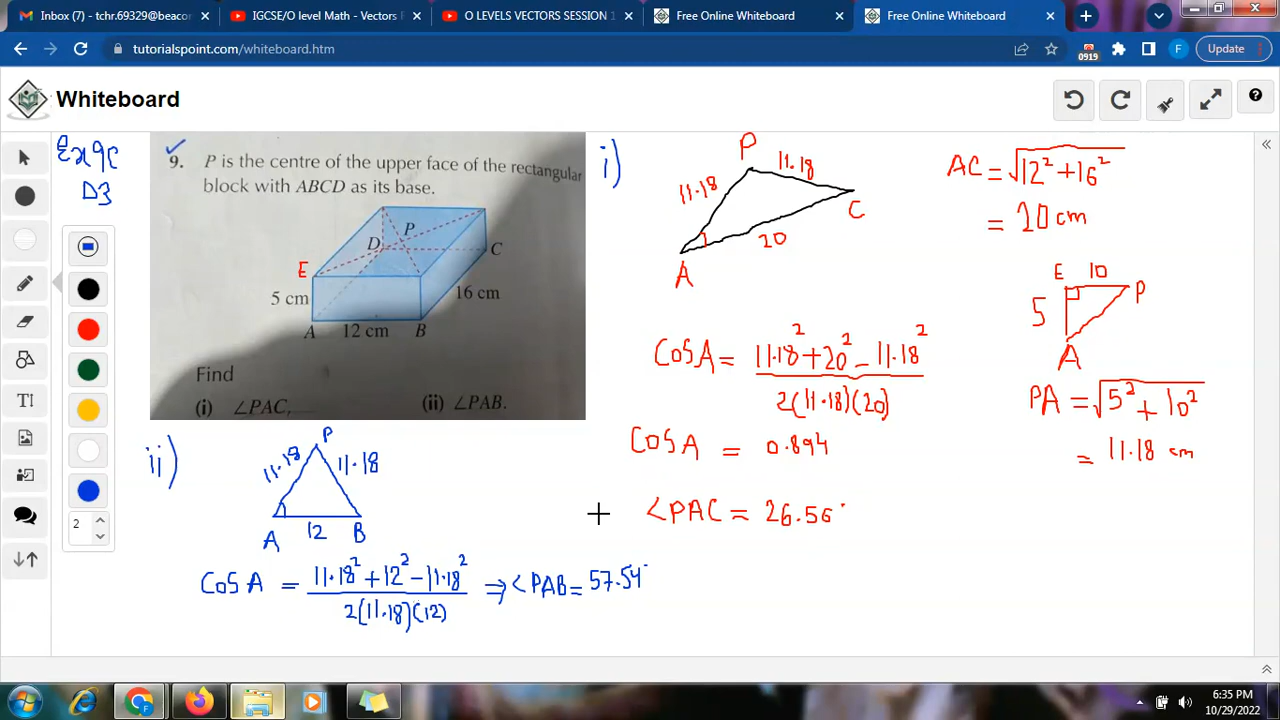 Inbox (7) - tchr.69329@beacon
IGCSE/O level Math - Vectors P
O LEVELS VECTORS SESSION 1
Free Online Whiteboard
Free Online Whiteboard
tutorialspoint.com/whiteboard.htm
0919
F
Update
Whiteboard
Ex 9C
D3
9. P is the centre of the upper face of the rectangular
block with ABCD as its base.
P
D
C
E
5 cm
16 cm
A
12 cm
B
Find
(i) ∠PAC,
(ii) ∠PAB.
i)
P
11.18
11.18
C
20
A
AC = √12² + 16²
= 20 cm
E
10
P
5
A
PA = √5² + 10²
= 11.18 cm
CosA = 11.18² + 20² - 11.18²
2(11.18)(20)
CosA = 0.894
∠PAC = 26.56°
ii)
P
11.18
11.18
A
12
B
CosA = 11.18² + 12² - 11.18²
2(11.18)(12)
⇒ ∠PAB = 57.54°
2
6:35 PM
10/29/2022